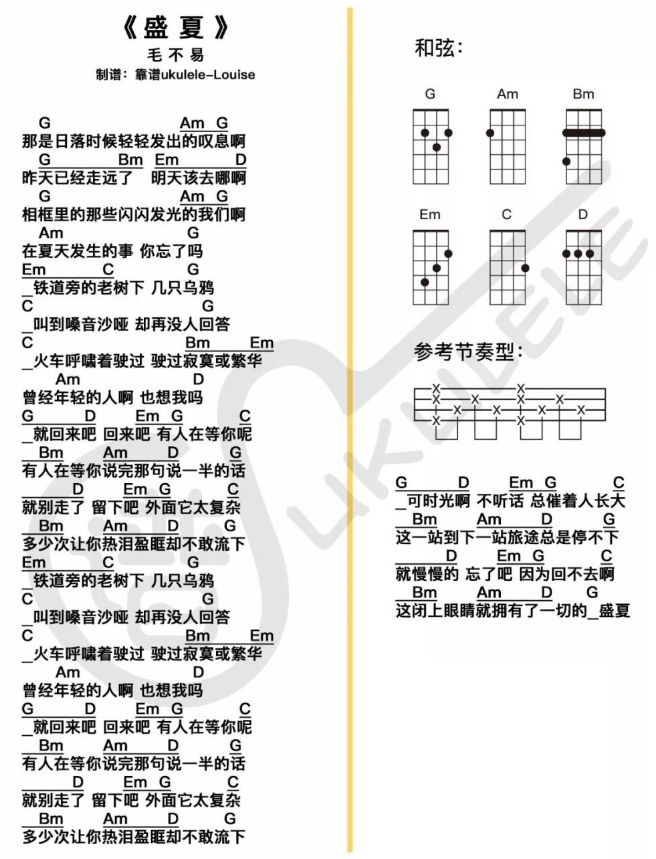 《盛夏》
毛不易
制谱：靠谱ukulele-Louise
G Am G
那是日落时候轻轻发出的叹息啊
G Bm Em D
昨天已经走远了 明天该去哪啊
G Am G
相框里的那些闪闪发光的我们啊
Am G
在夏天发生的事 你忘了吗
Em C G
_铁道旁的老树下 几只乌鸦
C G
_叫到嗓音沙哑 却再没人回答
C Bm Em
_火车呼啸着驶过 驶过寂寞或繁华
Am D
曾经年轻的人啊 也想我吗
G D Em G C
_就回来吧 回来吧 有人在等你呢
Bm Am D G
有人在等你说完那句说一半的话
D Em G C
就别走了 留下吧 外面它太复杂
Bm Am D G
多少次让你热泪盈眶却不敢流下
Em C G
_铁道旁的老树下 几只乌鸦
C G
_叫到嗓音沙哑 却再没人回答
C Bm Em
_火车呼啸着驶过 驶过寂寞或繁华
Am D
曾经年轻的人啊 也想我吗
G D Em G C
_就回来吧 回来吧 有人在等你呢
Bm Am D G
有人在等你说完那句说一半的话
D Em G C
就别走了 留下吧 外面它太复杂
Bm Am D G
多少次让你热泪盈眶却不敢流下
和弦：
G Am Bm
Em C D
参考节奏型：
G D Em G C
_可时光啊 不听话 总催着人长大
Bm Am D G
这一站到下一站旅途总是停不下
D Em G C
就慢慢的 忘了吧 因为回不去啊
Bm Am D G
这闭上眼睛就拥有了一切的_盛夏
UKULELE